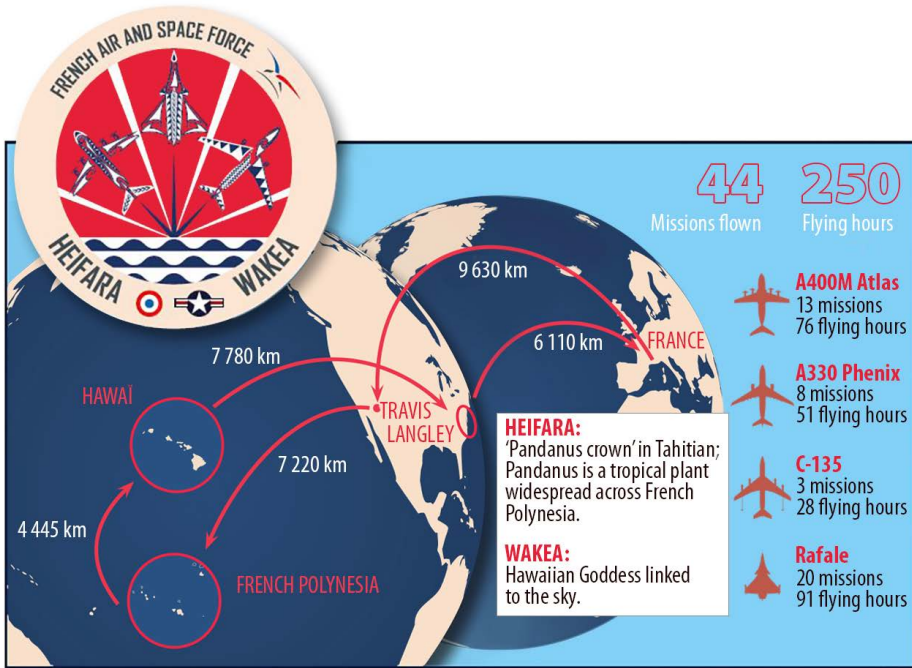 FRENCH AIR AND SPACE FORCE
HEIFARA
WAKEA
44
Missions flown
250
Flying hours
9 630 km
6 110 km
FRANCE
7 780 km
HAWAÏ
TRAVIS
LANGLEY
7 220 km
4 445 km
FRENCH POLYNESIA
HEIFARA:
‘Pandanus crown’ in Tahitian;
Pandanus is a tropical plant
widespread across French
Polynesia.
WAKEA:
Hawaiian Goddess linked
to the sky.
A400M Atlas
13 missions
76 flying hours
A330 Phenix
8 missions
51 flying hours
C-135
3 missions
28 flying hours
Rafale
20 missions
91 flying hours